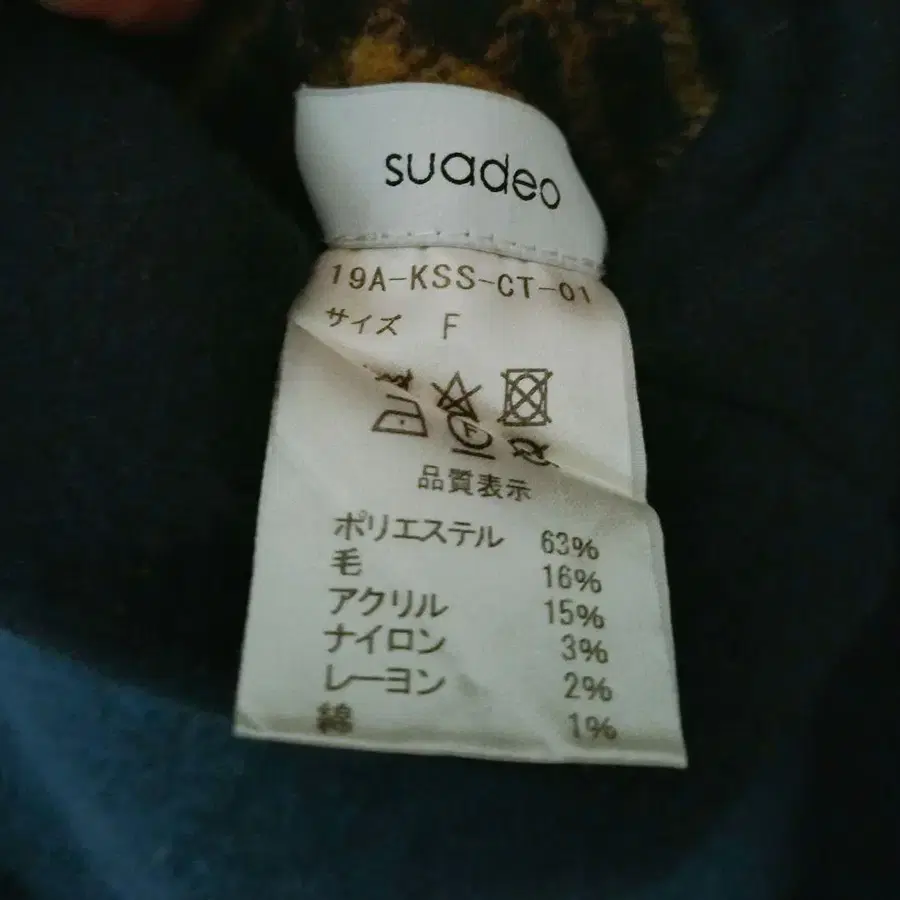 suadeo
19A-KSS-CT-01
サイズ F
F
品質表示
ポリエステル 63%
毛 16%
アクリル 15%
ナイロン 3%
レーヨン 2%
綿 1%